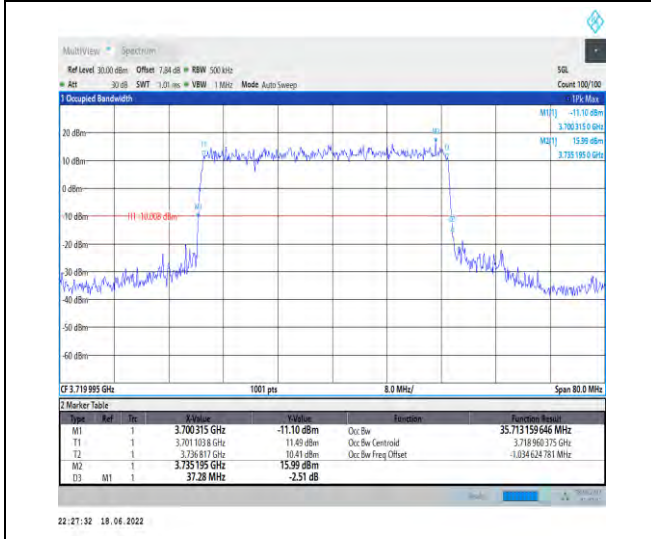 MultiView Spectrum
Ref Level 30.00 dBm Offset 7.84 dB RBW 500 kHz SGL
Att 30 dB SWT 1.01 ms VBW 1 MHz Mode Auto Sweep Count 100/100
1 Occupied Bandwidth 1Pk Max
M1[1] -11.10 dBm
3.700 315 0 GHz
M2[1] 15.99 dBm
3.735 195 0 GHz
20 dBm
10 dBm
0 dBm
-10 dBm H1 -10.008 dBm
-20 dBm
-30 dBm
-40 dBm
-50 dBm
-60 dBm
T1
M1
CF 3.719 995 GHz 1001 pts 8.0 MHz/ Span 80.0 MHz
2 Marker Table
Type Ref Trc X-Value Y-Value Function Function Result
M1 1 3.700 315 GHz -11.10 dBm Occ Bw 35.713 159 646 MHz
T1 1 3.701 103 8 GHz 11.49 dBm Occ Bw Centroid 3.718 960 375 GHz
T2 1 3.736 817 GHz 10.41 dBm Occ Bw Freq Offset -1.034 624 781 MHz
M2 1 3.735 195 GHz 15.99 dBm
D3 M1 1 37.28 MHz -2.51 dB
22:27:32 18.06.2022